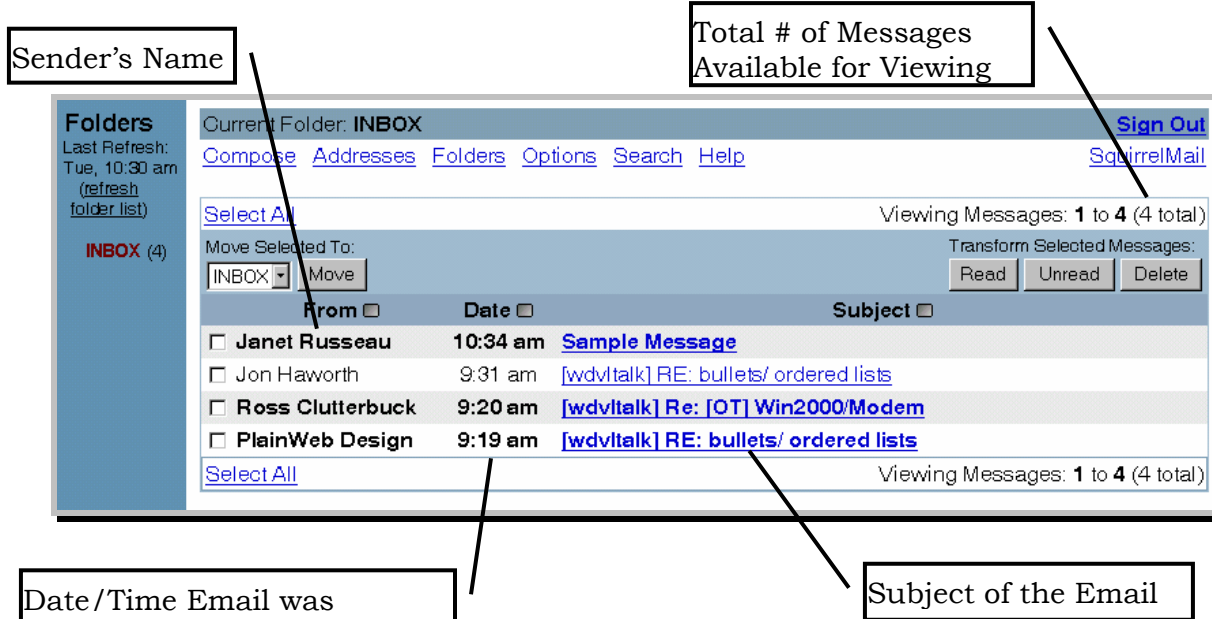 Sender's Name
Total # of Messages
Available for Viewing
Folders
Last Refresh:
Tue, 10:30 am
(refresh
folder list)
INBOX (4)
Current Folder: INBOX
Sign Out
Compose Addresses Folders Options Search Help
SquirrelMail
Select All
Viewing Messages: 1 to 4 (4 total)
Move Selected To:
Transform Selected Messages:
INBOX Move
Read Unread Delete
From Date Subject
Janet Russeau 10:34 am Sample Message
Jon Haworth 9:31 am [wdvltalk] RE: bullets/ ordered lists
Ross Clutterbuck 9:20 am [wdvltalk] Re: [OT] Win2000/Modem
PlainWeb Design 9:19 am [wdvltalk] RE: bullets/ ordered lists
Select All
Viewing Messages: 1 to 4 (4 total)
Date/Time Email was
Subject of the Email